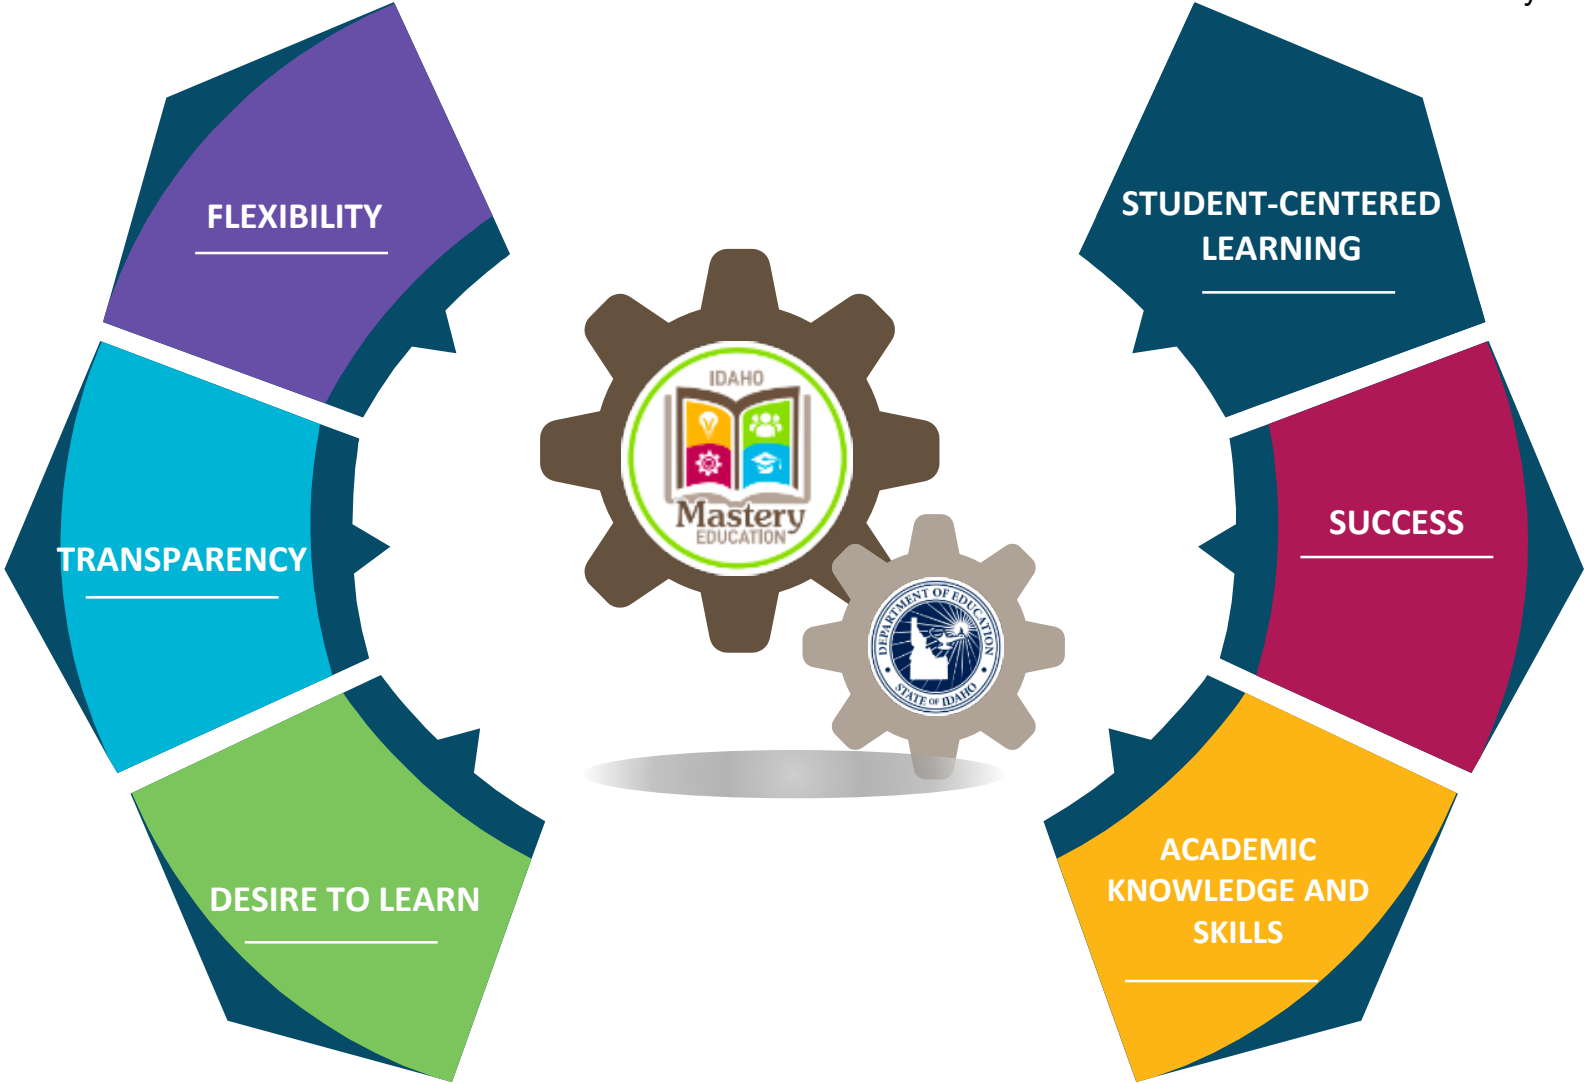 FLEXIBILITY
TRANSPARENCY
DESIRE TO LEARN
IDAHO
Mastery
EDUCATION
DEPARTMENT OF EDUCATION
STATE OF IDAHO
STUDENT-CENTERED
LEARNING
SUCCESS
ACADEMIC
KNOWLEDGE AND
SKILLS